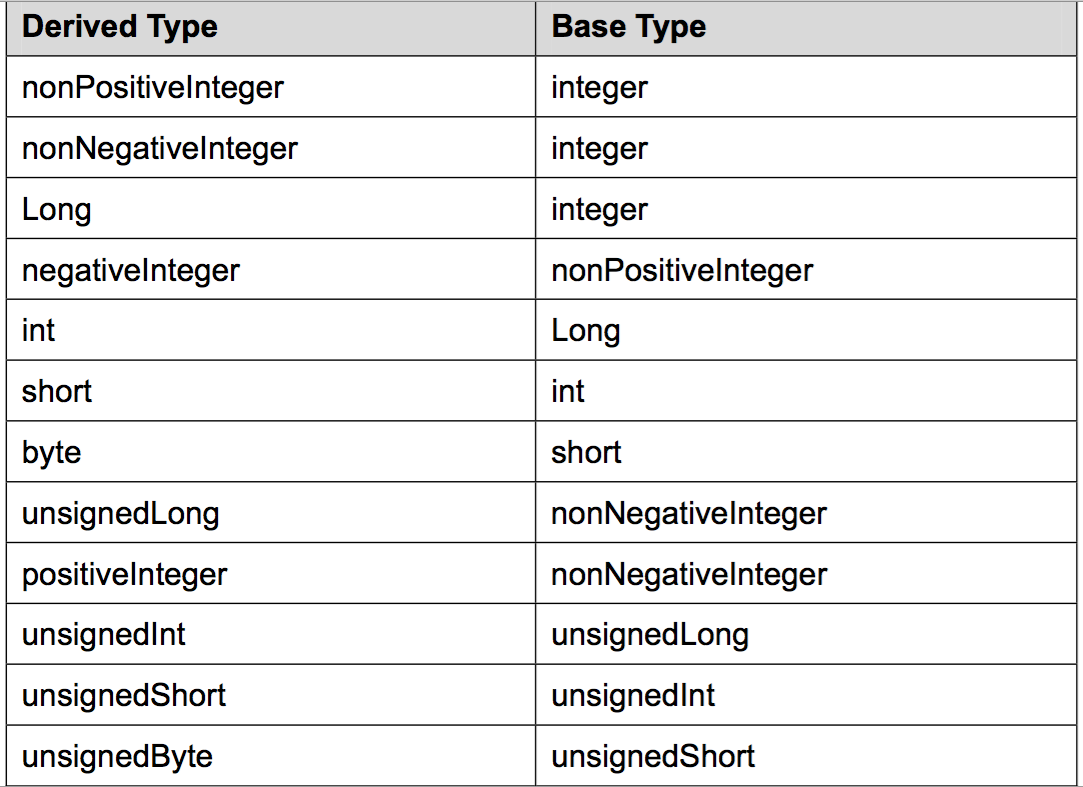 Derived Type Base Type
nonPositiveInteger integer
nonNegativeInteger integer
Long integer
negativeInteger nonPositiveInteger
int Long
short int
byte short
unsignedLong nonNegativeInteger
positiveInteger nonNegativeInteger
unsignedInt unsignedLong
unsignedShort unsignedInt
unsignedByte unsignedShort